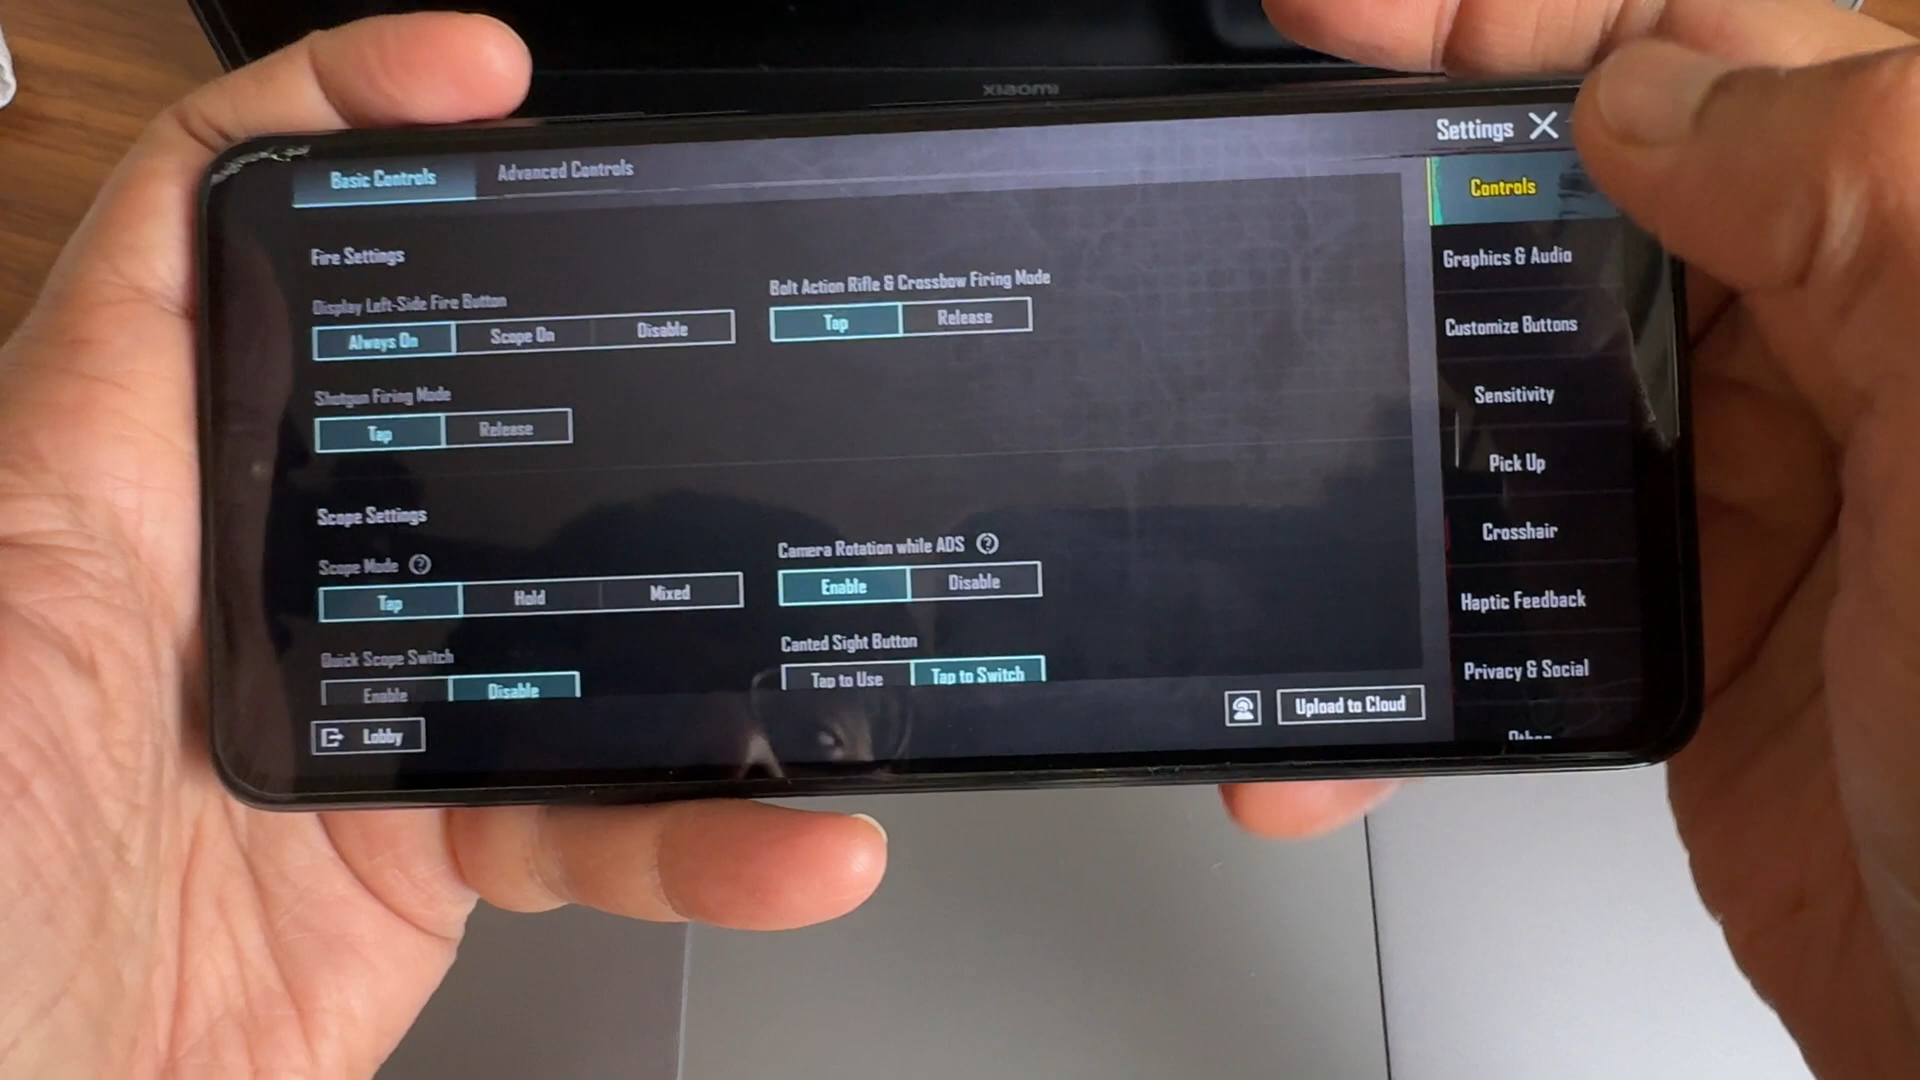 xiaomi
Settings
Basic Controls
Advanced Controls
Fire Settings
Display Left-Side Fire Button
Always On
Scope On
Disable
Bolt Action Rifle & Crossbow Firing Mode
Tap
Release
Shotgun Firing Mode
Tap
Release
Scope Settings
Scope Mode ?
Tap
Hold
Mixed
Camera Rotation while ADS ?
Enable
Disable
Quick Scope Switch
Enable
Disable
Canted Sight Button
Tap to Use
Tap to Switch
Lobby
Upload to Cloud
Controls
Graphics & Audio
Customize Buttons
Sensitivity
Pick Up
Crosshair
Haptic Feedback
Privacy & Social